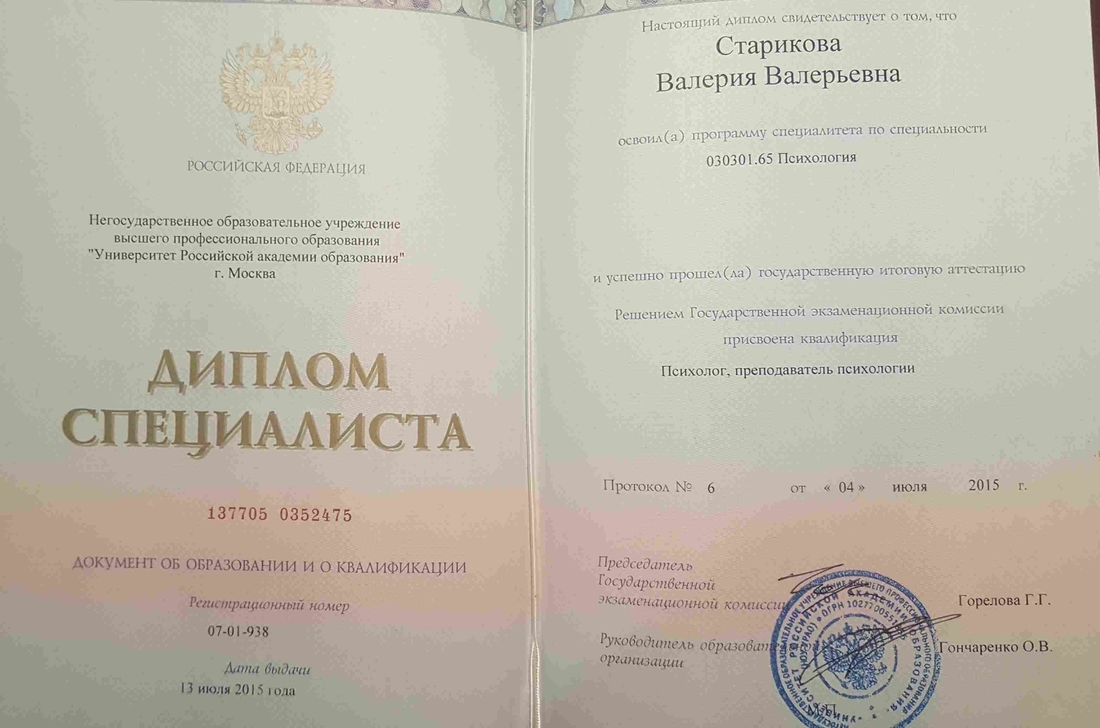 РОССИЙСКАЯ ФЕДЕРАЦИЯ
Негосударственное образовательное учреждение
высшего профессионального образования
"Университет Российской академии образования"
г. Москва
ДИПЛОМ
СПЕЦИАЛИСТА
137705 0352475
ДОКУМЕНТ ОБ ОБРАЗОВАНИИ И О КВАЛИФИКАЦИИ
Регистрационный номер
07-01-938
Дата выдачи
13 июля 2015 года
Настоящий диплом свидетельствует о том, что
Старикова
Валерия Валерьевна
освоил(а) программу специалитета по специальности
030301.65 Психология
и успешно прошел(ла) государственную итоговую аттестацию
Решением Государственной экзаменационной комиссии
присвоена квалификация
Психолог, преподаватель психологии
Протокол № 6 от « 04 » июля 2015 г.
Председатель
Государственной
экзаменационной комиссии Горелова Г.Г.
Руководитель
организации Гончаренко О.В.
М.П.